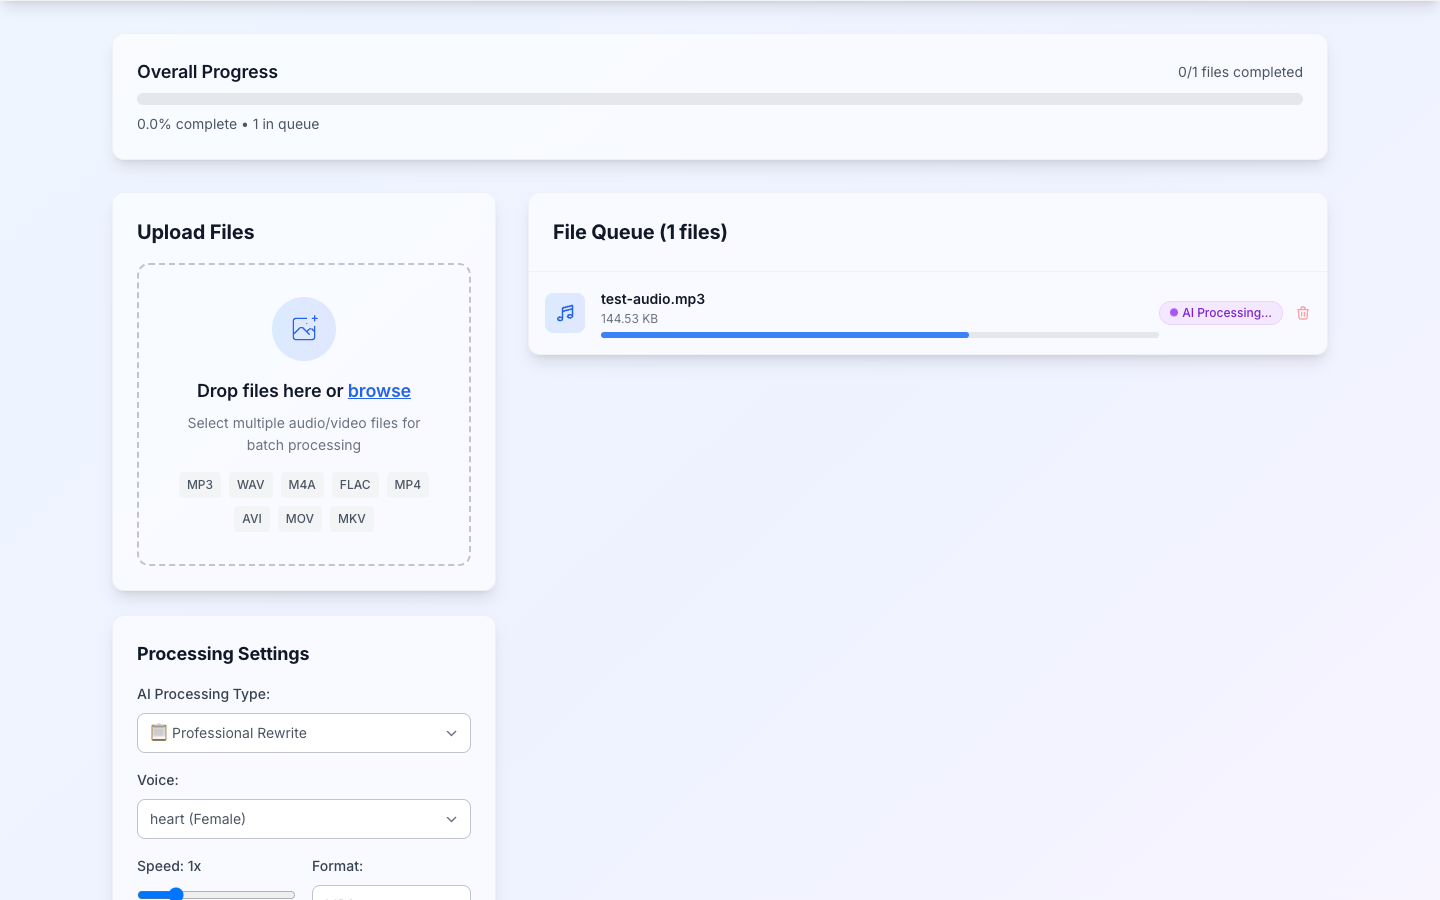 Overall Progress
0/1 files completed
0.0% complete • 1 in queue
Upload Files
Drop files here or browse
Select multiple audio/video files for
batch processing
MP3 WAV M4A FLAC MP4
AVI MOV MKV
File Queue (1 files)
test-audio.mp3
144.53 KB
AI Processing...
Processing Settings
AI Processing Type:
📋 Professional Rewrite
Voice:
heart (Female)
Speed: 1x
Format: